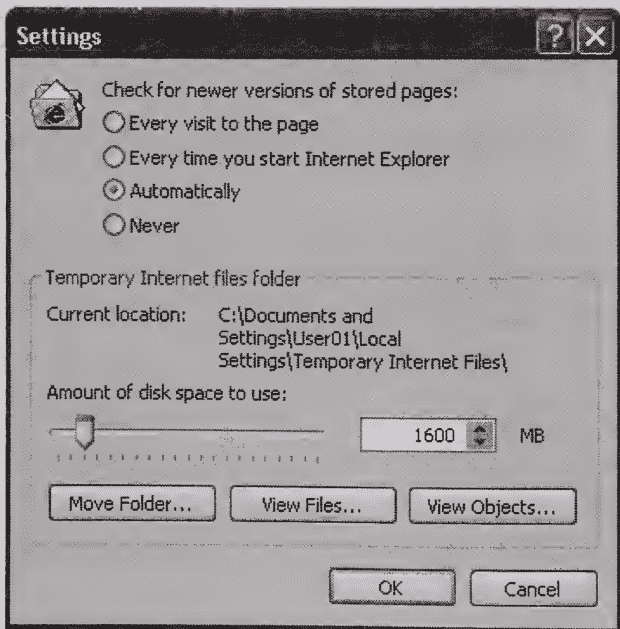 Settings
Check for newer versions of stored pages:
Every visit to the page
Every time you start Internet Explorer
Automatically
Never
Temporary Internet files folder
Current location: C:\Documents and
Settings\User01\Local
Settings\Temporary Internet Files\
Amount of disk space to use:
1600 MB
Move Folder... View Files... View Objects...
OK Cancel